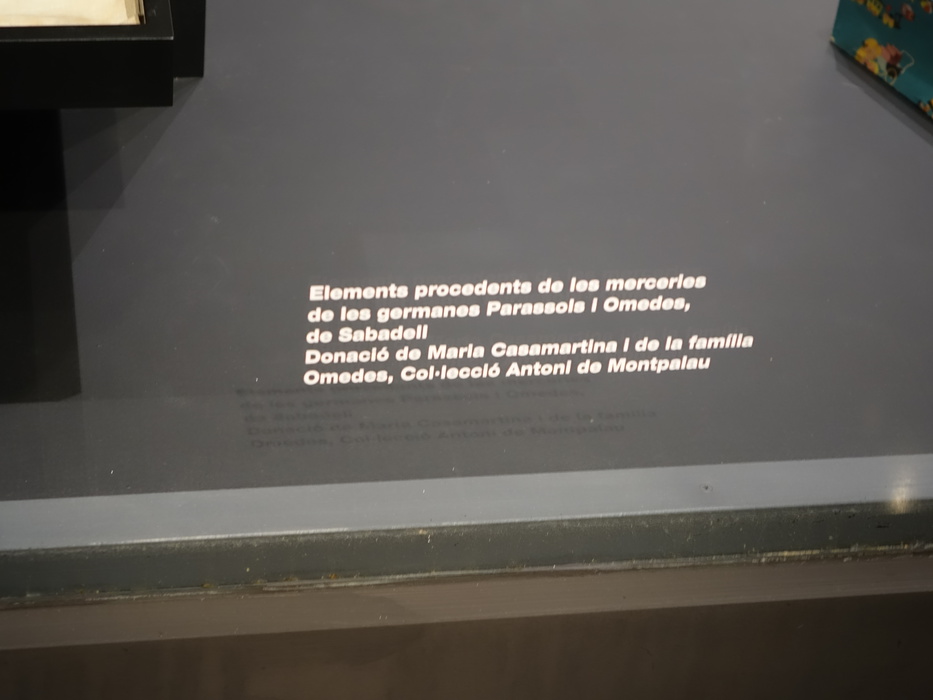 Elements procedents de les merceries
de les germanes Parassols i Omedes,
de Sabadell
Donació de Maria Casamartina i de la família
Omedes, Col·lecció Antoni de Montpalau